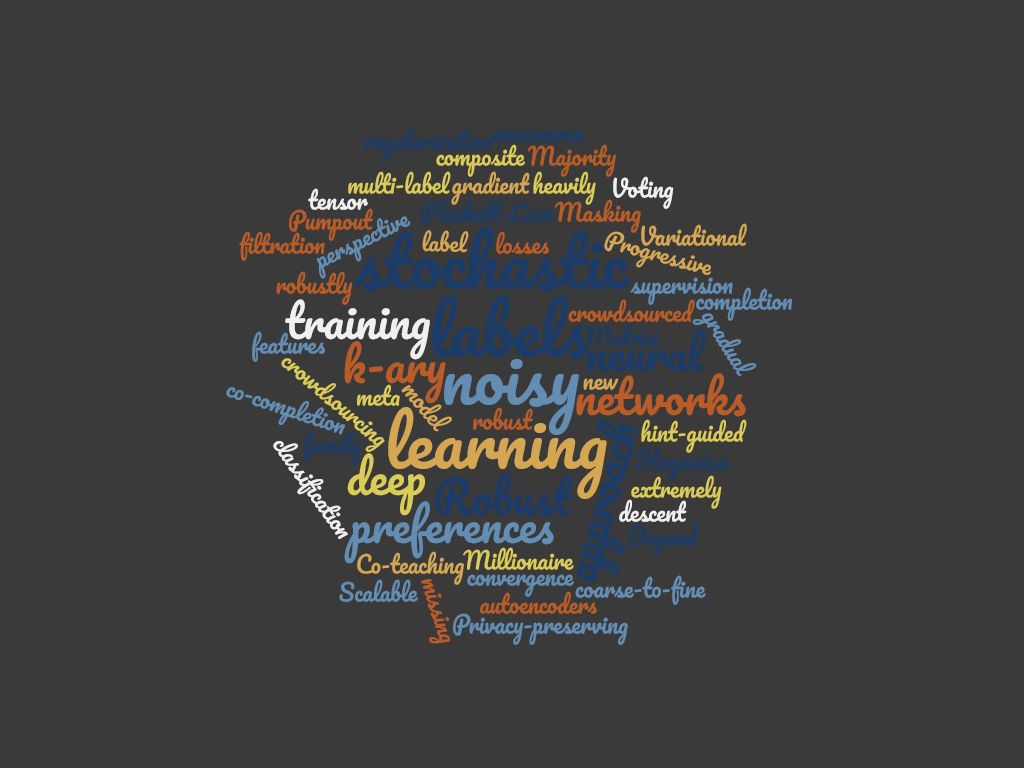 regularization nonconvex
composite Majority
multi-label gradient heavily Voting
tensor
Pumpout perspective Plackett-Luce Masking
filtration label losses Progressive Variational
robustly stochastic supervision
completion
training labels crowdsourced
gradual
features Matrix neural
k-ary noisy new networks
crowdsourcing meta model
co-completion robust
family learning approach hint-guided
classification Stagewise
deep Robust extremely
descent
preferences Beyond
Co-teaching Millionaire
convergence
Scalable missing coarse-to-fine
autoencoders
Privacy-preserving